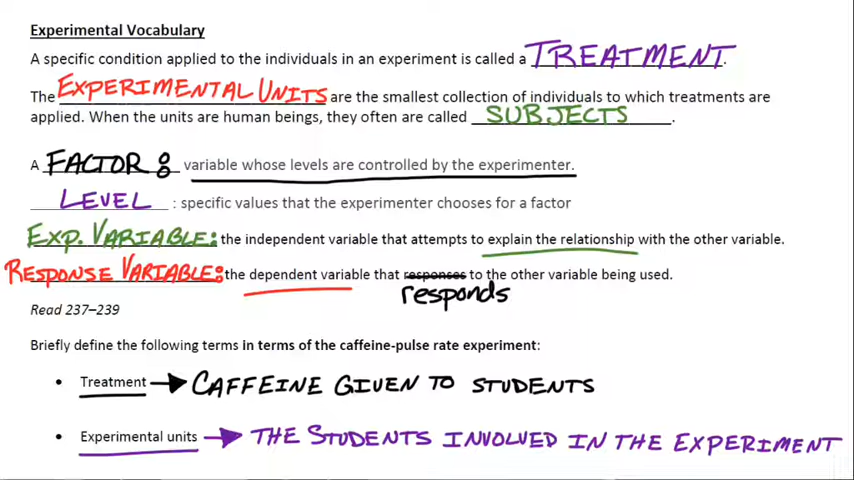 Experimental Vocabulary
A specific condition applied to the individuals in an experiment is called a TREATMENT.
The EXPERIMENTAL UNITS are the smallest collection of individuals to which treatments are
applied. When the units are human beings, they often are called SUBJECTS.
A FACTOR: variable whose levels are controlled by the experimenter.
LEVEL : specific values that the experimenter chooses for a factor
EXP. VARIABLE: the independent variable that attempts to explain the relationship with the other variable.
RESPONSE VARIABLE: the dependent variable that responses to the other variable being used.
responds
Read 237–239
Briefly define the following terms in terms of the caffeine-pulse rate experiment:
• Treatment → CAFFEINE GIVEN TO STUDENTS
• Experimental units → THE STUDENTS INVOLVED IN THE EXPERIMENT